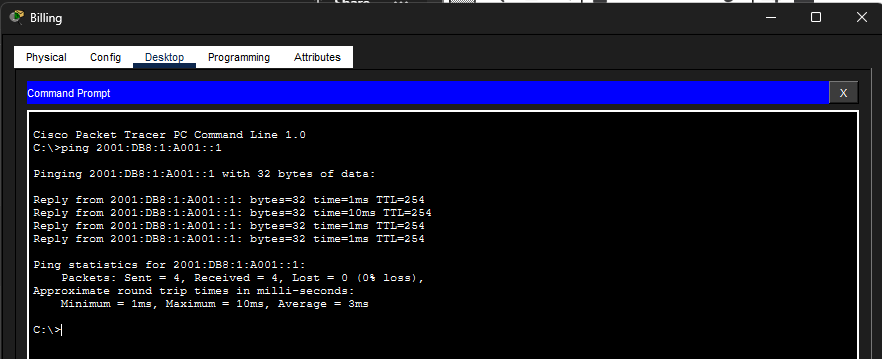 Billing
Physical Config Desktop Programming Attributes
Command Prompt X
Cisco Packet Tracer PC Command Line 1.0
C:\>ping 2001:DB8:1:A001::1
Pinging 2001:DB8:1:A001::1 with 32 bytes of data:
Reply from 2001:DB8:1:A001::1: bytes=32 time=1ms TTL=254
Reply from 2001:DB8:1:A001::1: bytes=32 time=10ms TTL=254
Reply from 2001:DB8:1:A001::1: bytes=32 time=1ms TTL=254
Reply from 2001:DB8:1:A001::1: bytes=32 time=1ms TTL=254
Ping statistics for 2001:DB8:1:A001::1:
Packets: Sent = 4, Received = 4, Lost = 0 (0% loss),
Approximate round trip times in milli-seconds:
Minimum = 1ms, Maximum = 10ms, Average = 3ms
C:\>